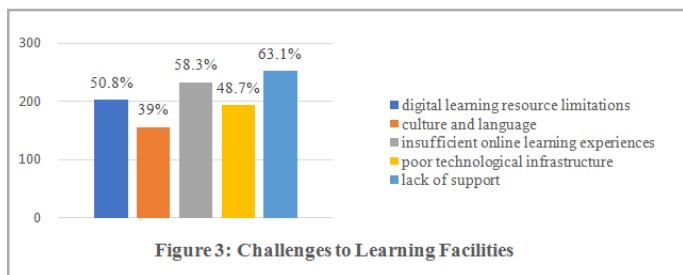 300
200
100
0
50.8%
39%
58.3%
48.7%
63.1%
digital learning resource limitations
culture and language
insufficient online learning experiences
poor technological infrastructure
lack of support
Figure 3: Challenges to Learning Facilities